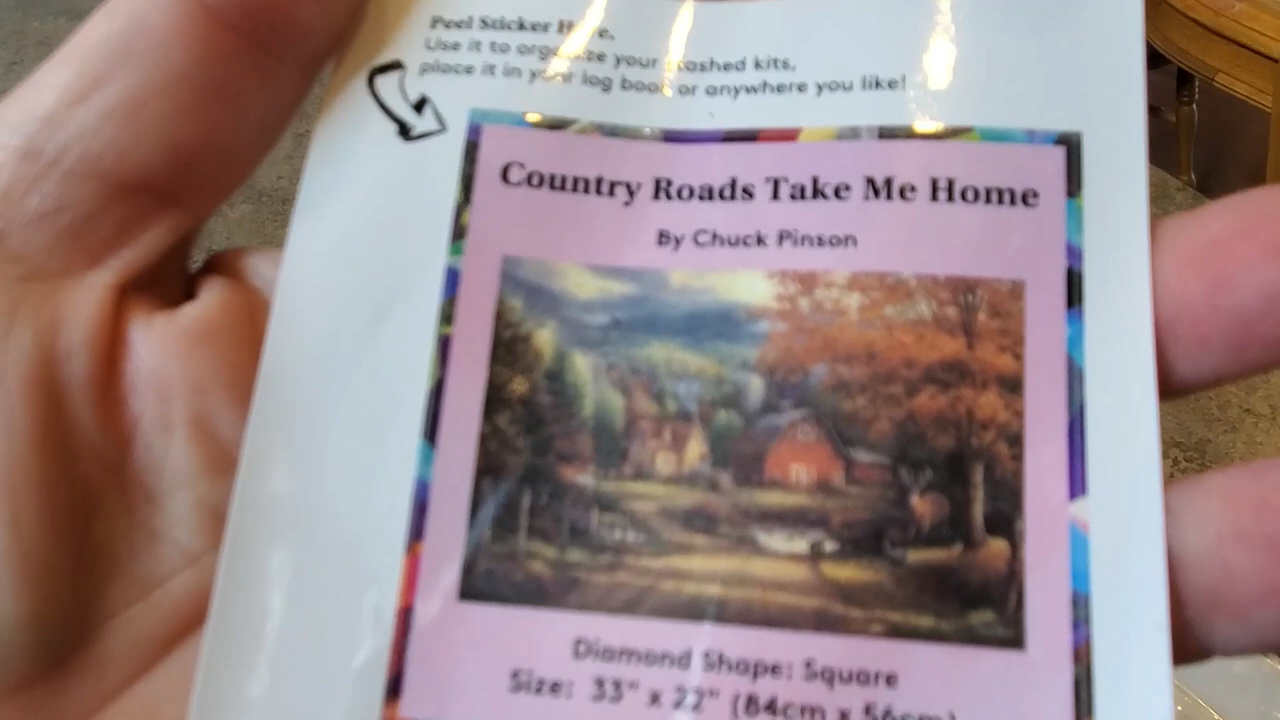 Peel Sticker Here,
Use it to organize your stashed kits,
place it in your log book or anywhere you like!
Country Roads Take Me Home
By Chuck Pinson
Diamond Shape: Square
Size: 33" x 22" (84cm x 56cm)